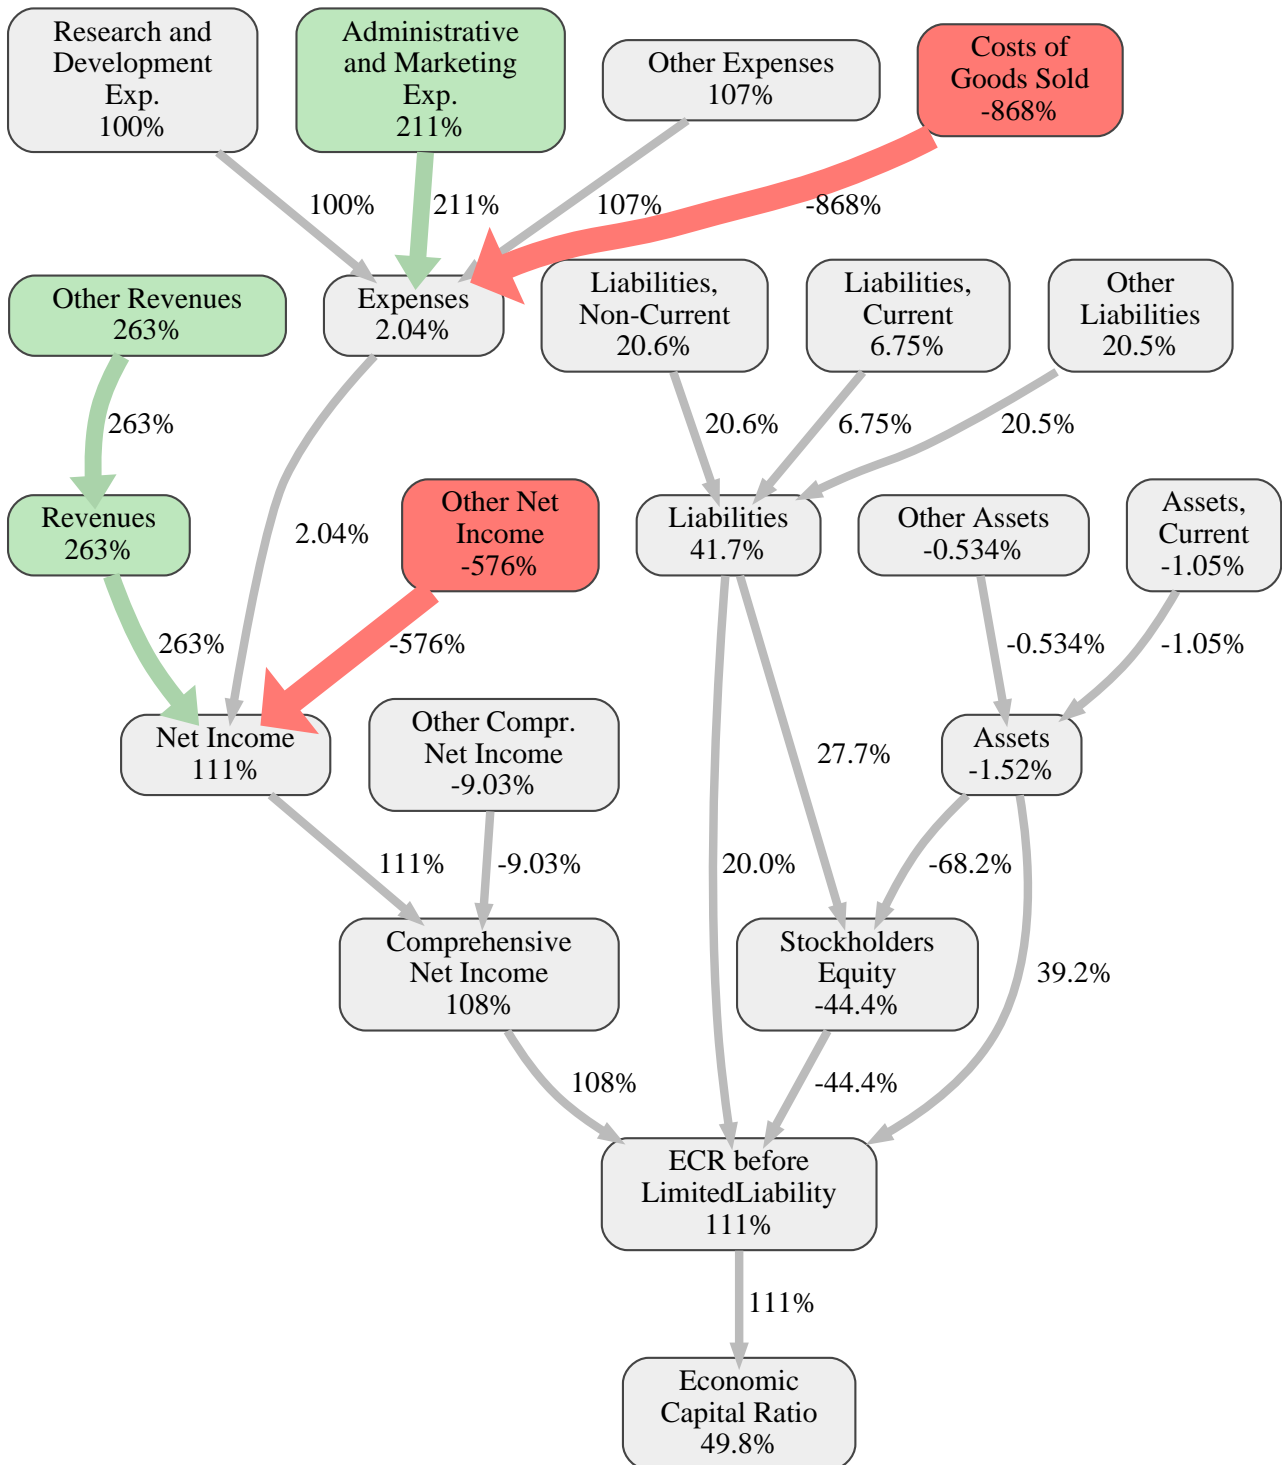 Research and
Development
Exp.
100%
Administrative
and Marketing
Exp.
211%
Other Expenses
107%
Costs of
Goods Sold
-868%
100%
211%
107%
-868%
Other Revenues
263%
Expenses
2.04%
Liabilities,
Non-Current
20.6%
Liabilities,
Current
6.75%
Other
Liabilities
20.5%
263%
20.6%
6.75%
20.5%
Revenues
263%
2.04%
Other Net
Income
-576%
Liabilities
41.7%
Other Assets
-0.534%
Assets,
Current
-1.05%
263%
-576%
-0.534%
-1.05%
Net Income
111%
Other Compr.
Net Income
-9.03%
27.7%
Assets
-1.52%
111%
-9.03%
20.0%
-68.2%
Comprehensive
Net Income
108%
Stockholders
Equity
-44.4%
39.2%
108%
-44.4%
ECR before
LimitedLiability
111%
111%
Economic
Capital Ratio
49.8%